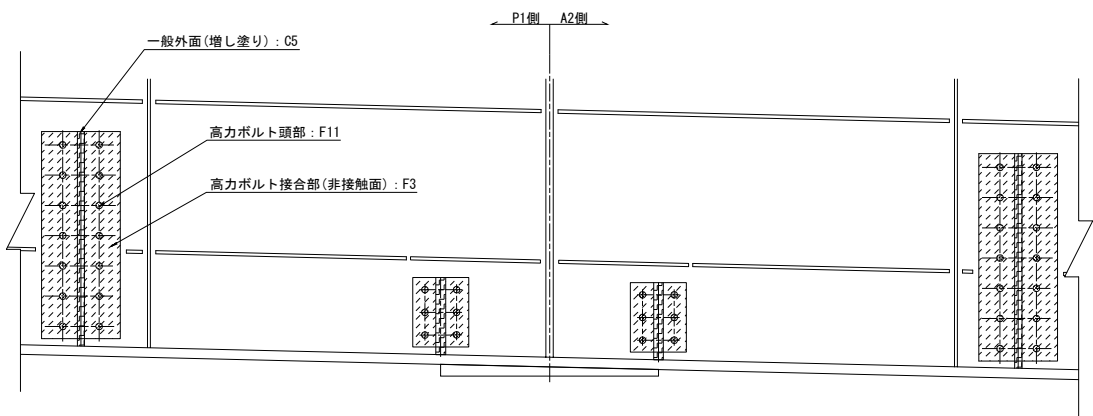 P1側 A2側
一般外面(増し塗り) : C5
高力ボルト頭部 : F11
高力ボルト接合部(非接触面) : F3